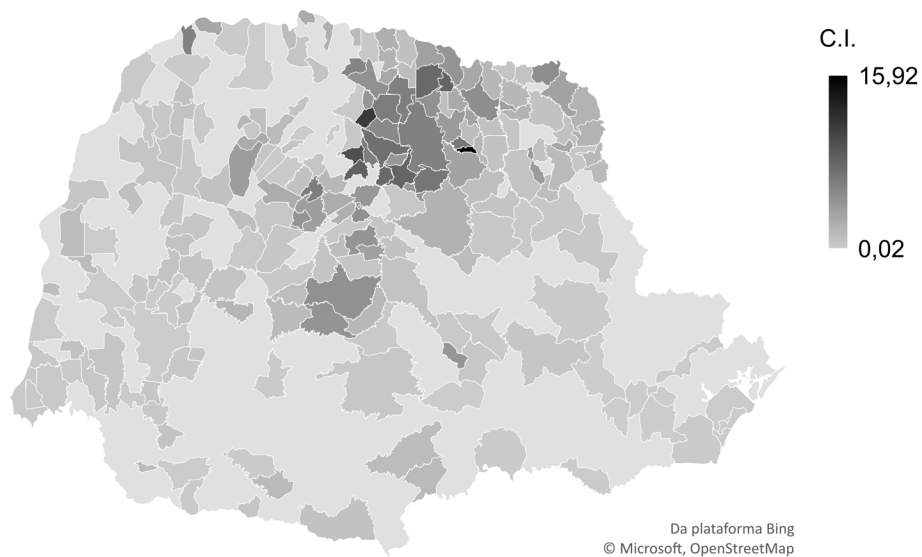 C.I.
15,92
0,02
Da plataforma Bing
© Microsoft, OpenStreetMap